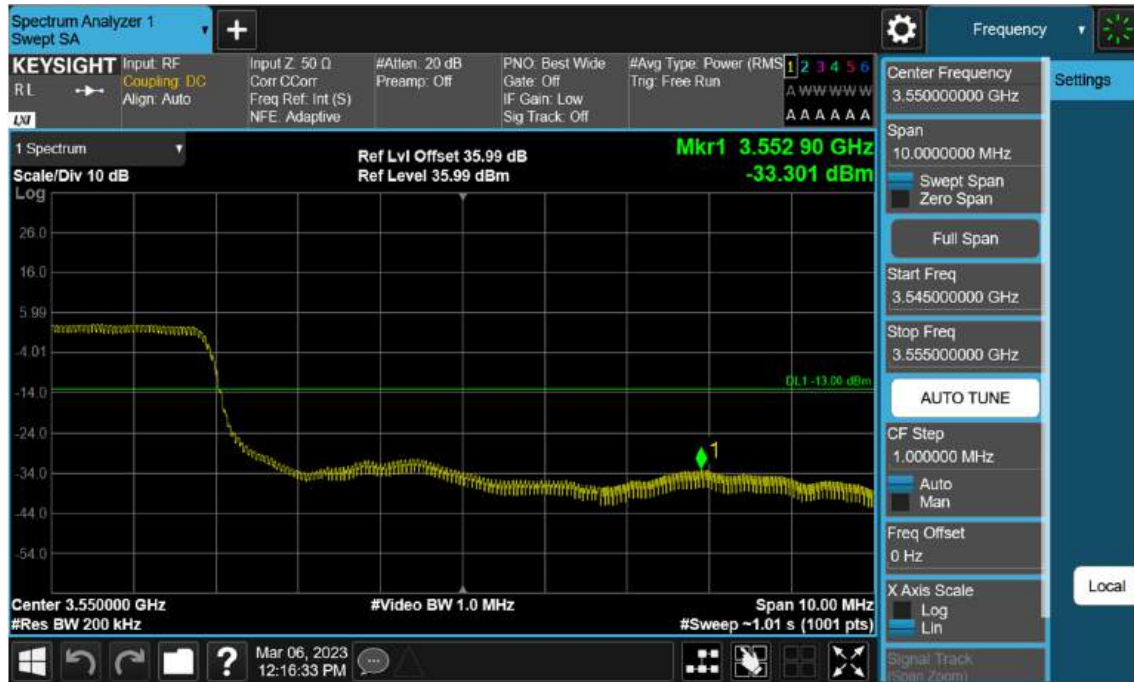 Spectrum Analyzer 1
Swept SA
Frequency
KEYSIGHT
RL
LXI
Input: RF
Coupling: DC
Align: Auto
Input Z: 50 Ω
Corr CCorr
Freq Ref: Int (S)
NFE: Adaptive
#Atten: 20 dB
Preamp: Off
PNO: Best Wide
Gate: Off
IF Gain: Low
Sig Track: Off
#Avg Type: Power (RMS
Trig: Free Run
1 2 3 4 5 6
A W W W W W
A A A A A A
1 Spectrum
Scale/Div 10 dB
Log
Ref Lvl Offset 35.99 dB
Ref Level 35.99 dBm
Mkr1 3.552 90 GHz
-33.301 dBm
26.0
16.0
5.99
-4.01
-14.0
-24.0
-34.0
-44.0
-54.0
DL1 -13.00 dBm
1
Center 3.550000 GHz
#Res BW 200 kHz
#Video BW 1.0 MHz
Span 10.00 MHz
#Sweep ~1.01 s (1001 pts)
Mar 06, 2023
12:16:33 PM
Center Frequency
3.550000000 GHz
Span
10.0000000 MHz
Swept Span
Zero Span
Full Span
Start Freq
3.545000000 GHz
Stop Freq
3.555000000 GHz
AUTO TUNE
CF Step
1.000000 MHz
Auto
Man
Freq Offset
0 Hz
X Axis Scale
Log
Lin
Signal Track
(Span Zoom)
Settings
Local